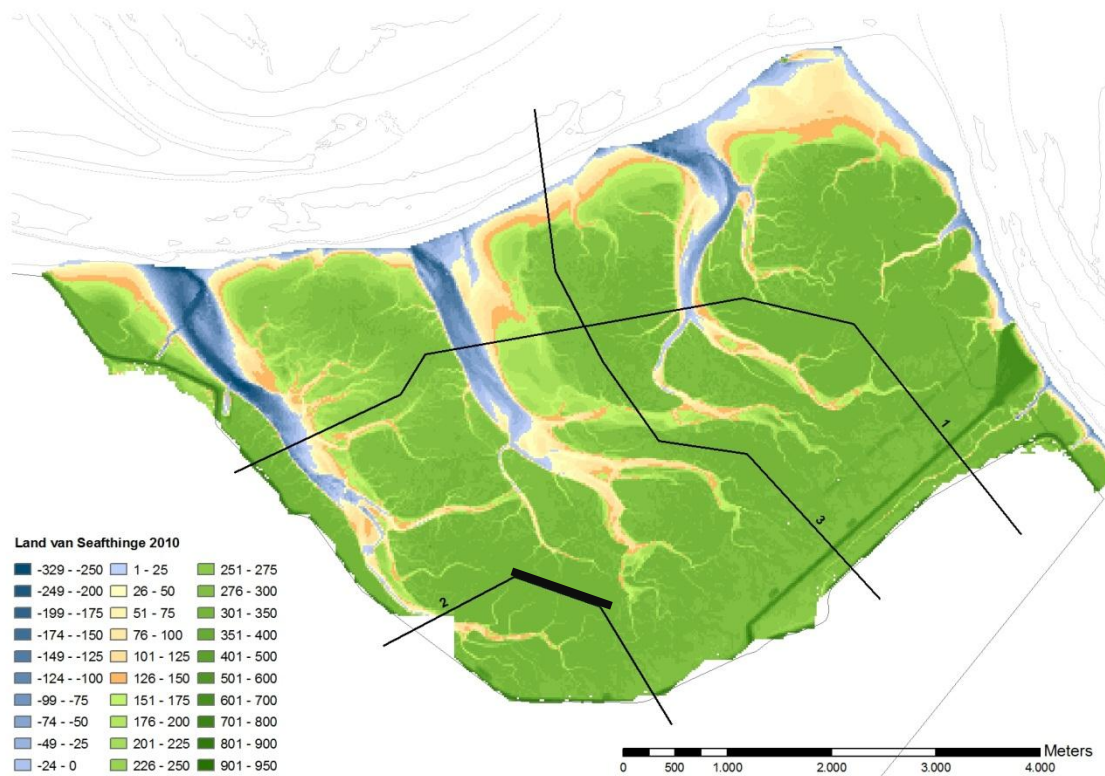 1
3
2
Land van Seafthinge 2010
-329 - -250 1 - 25 251 - 275
-249 - -200 26 - 50 276 - 300
-199 - -175 51 - 75 301 - 350
-174 - -150 76 - 100 351 - 400
-149 - -125 101 - 125 401 - 500
-124 - -100 126 - 150 501 - 600
-99 - -75 151 - 175 601 - 700
-74 - -50 176 - 200 701 - 800
-49 - -25 201 - 225 801 - 900
-24 - 0 226 - 250 901 - 950
Meters
0 500 1.000 2.000 3.000 4.000